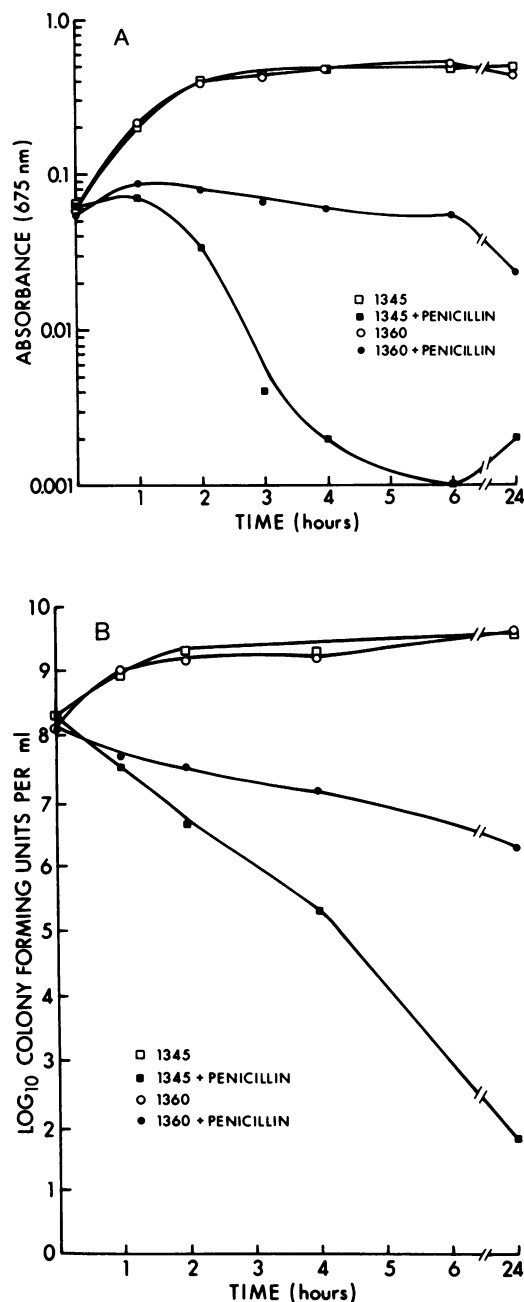 A
1.0
0.1
0.01
0.001
ABSORBANCE (675 nm)
□ 1345
■ 1345 + PENICILLIN
○ 1360
● 1360 + PENICILLIN
1 2 3 4 5 6 24
TIME (hours)
B
10
9
8
7
6
5
4
3
2
1
0
LOG10 COLONY FORMING UNITS PER ml
□ 1345
■ 1345 + PENICILLIN
○ 1360
● 1360 + PENICILLIN
1 2 3 4 5 6 24
TIME (hours)